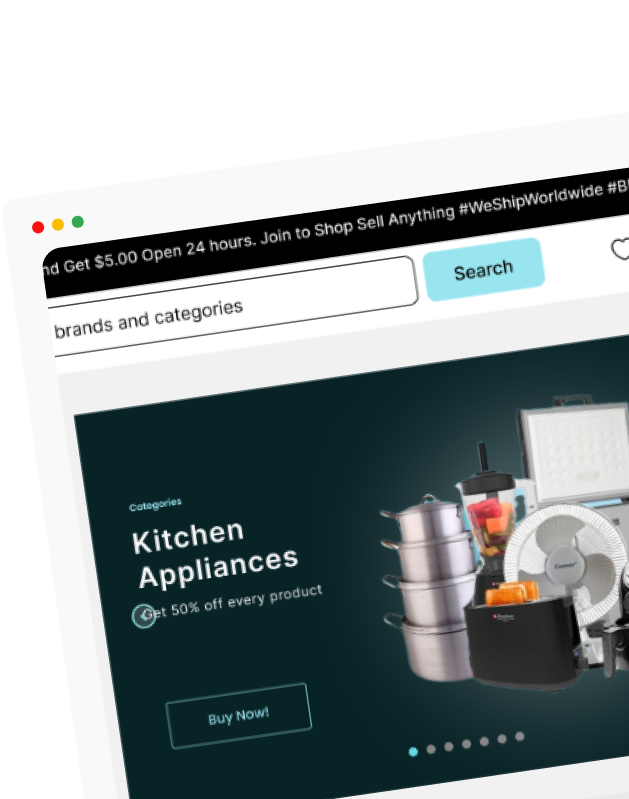 nd Get $5.00 Open 24 hours. Join to Shop Sell Anything #WeShipWorldwide #B
brands and categories
Search
Categories
Kitchen
Appliances
Get 50% off every product
Buy Now!